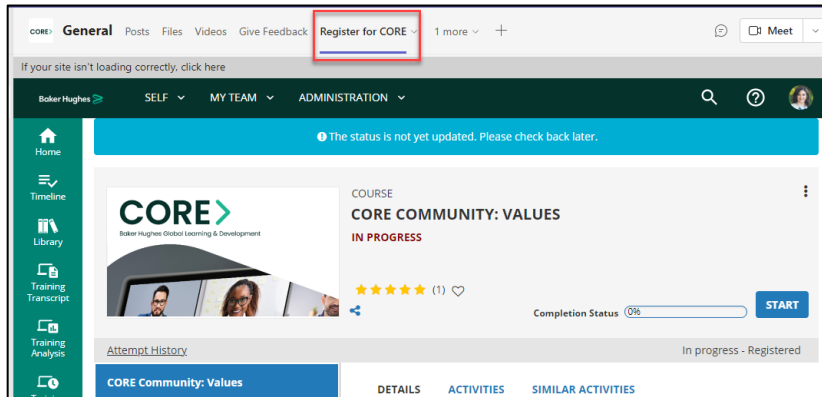 CORE> General Posts Files Videos Give Feedback Register for CORE 1 more Meet
If your site isn't loading correctly, click here
Baker Hughes SELF MY TEAM ADMINISTRATION
The status is not yet updated. Please check back later.
Home
Timeline
Library
Training
Transcript
Training
Analysis
CORE>
Baker Hughes Global Learning & Development
COURSE
CORE COMMUNITY: VALUES
IN PROGRESS
(1)
Completion Status 0% START
Attempt History In progress - Registered
CORE Community: Values
DETAILS ACTIVITIES SIMILAR ACTIVITIES